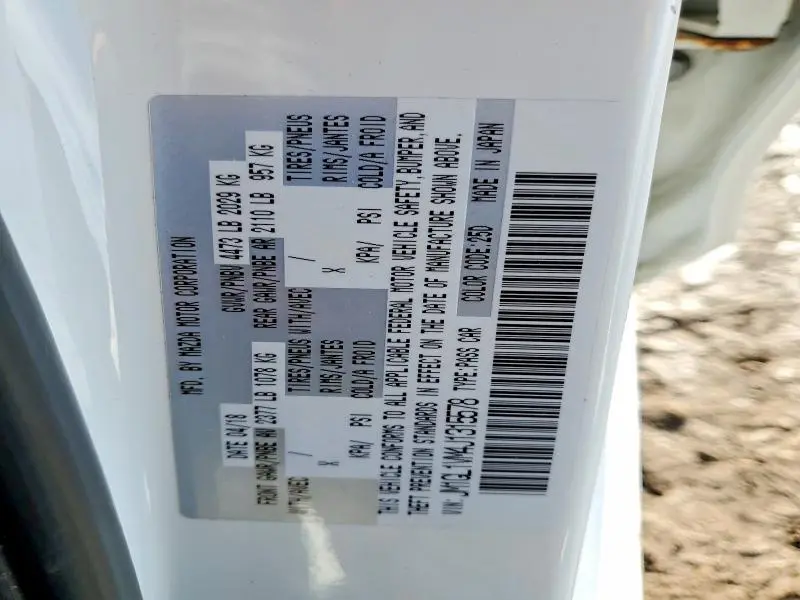 MFD. BY MAZDA MOTOR CORPORATION
DATE 04/18
GVWR/PNBV 4473 LB 2029 KG
FRONT GAWR/PNBE AV 2377 LB 1078 KG REAR GAWR/PNBE AR 2110 LB 957 KG
WITH/AVEC / TIRES/PNEUS WITH/AVEC / TIRES/PNEUS
x RIMS/JANTES x RIMS/JANTES
KPA/ PSI COLD/A FROID KPA/ PSI COLD/A FROID
THIS VEHICLE CONFORMS TO ALL APPLICABLE FEDERAL MOTOR VEHICLE SAFETY, BUMPER, AND
THEFT PREVENTION STANDARDS IN EFFECT ON THE DATE OF MANUFACTURE SHOWN ABOVE.
VIN: JM1GL1VM4J1315578 TYPE:PASS CAR COLOR CODE:25D MADE IN JAPAN